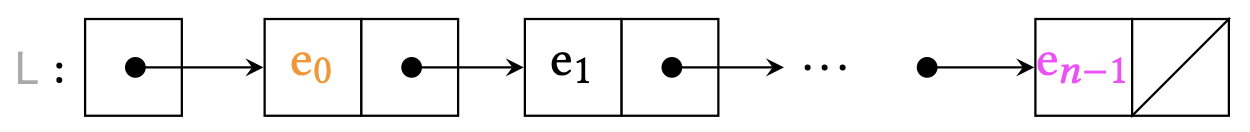 L : e₀ e₁ ⋯ eₙ₋₁